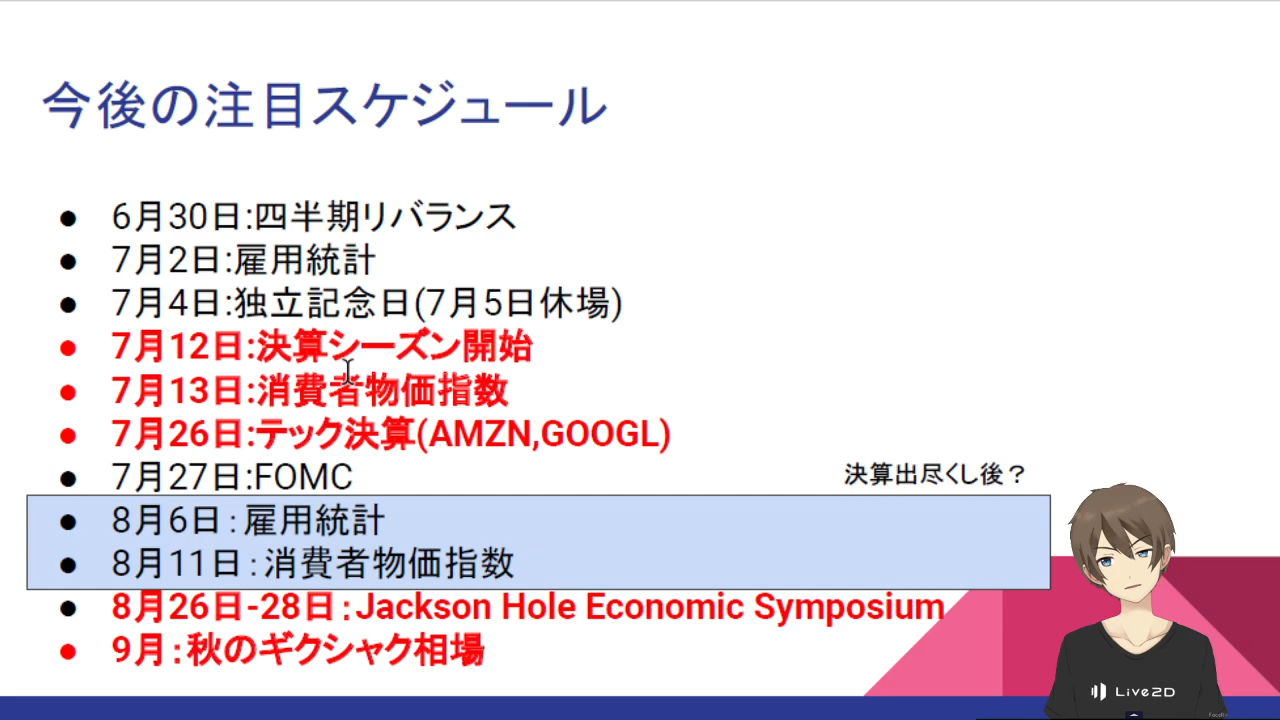 今後の注目スケジュール
● 6月30日:四半期リバランス
● 7月2日:雇用統計
● 7月4日:独立記念日(7月5日休場)
● 7月12日:決算シーズン開始
● 7月13日:消費者物価指数
● 7月26日:テック決算(AMZN,GOOGL)
● 7月27日:FOMC
決算出尽くし後？
● 8月6日：雇用統計
● 8月11日：消費者物価指数
● 8月26日-28日：Jackson Hole Economic Symposium
● 9月：秋のギクシャク相場
Live2D